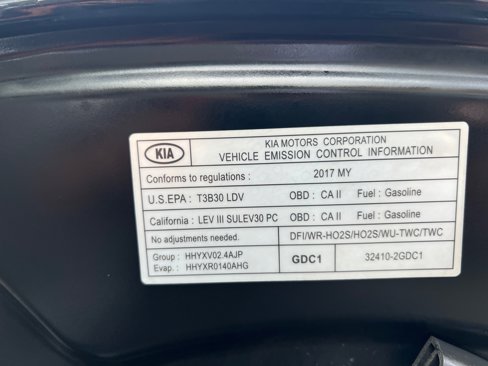 KIA
KIA MOTORS CORPORATION
VEHICLE EMISSION CONTROL INFORMATION
Conforms to regulations : 2017 MY
U.S.EPA : T3B30 LDV OBD : CA II Fuel : Gasoline
California : LEV III SULEV30 PC OBD : CA II Fuel : Gasoline
No adjustments needed. DFI/WR-HO2S/HO2S/WU-TWC/TWC
Group : HHYXV02.4AJP
Evap. : HHYXR0140AHG
GDC1 32410-2GDC1